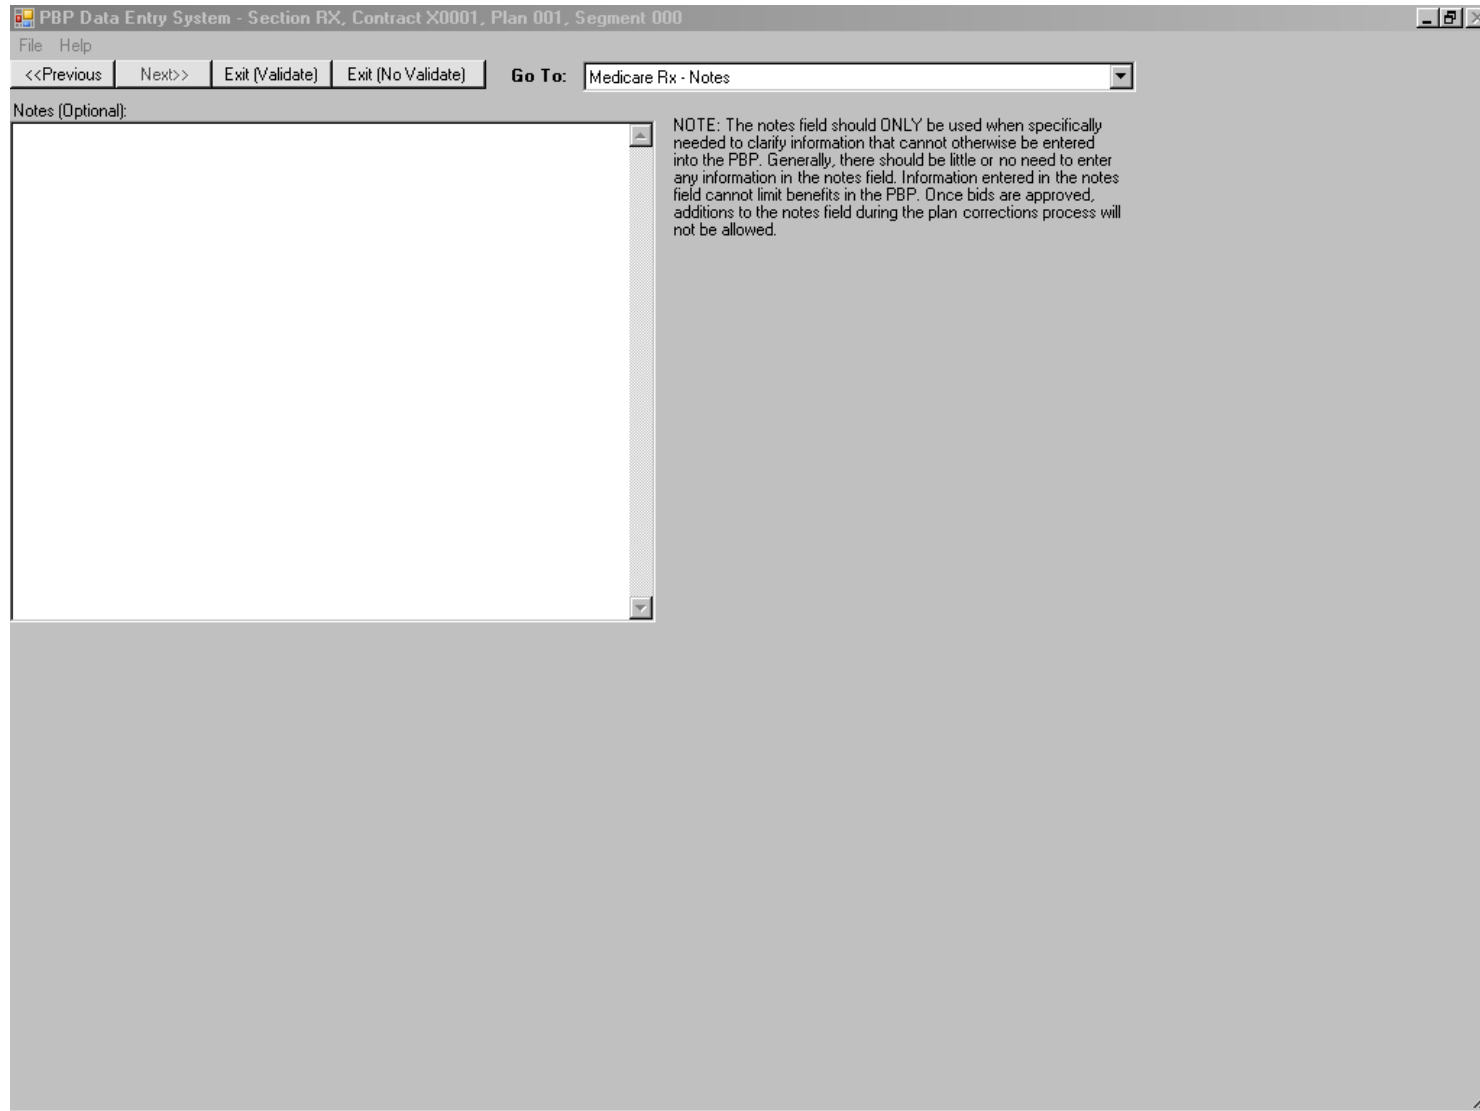 PBP Data Entry System - Section RX, Contract X0001, Plan 001, Segment 000
File Help
<<Previous Next>> Exit (Validate) Exit (No Validate) Go To: Medicare Rx - Notes
Notes (Optional):
NOTE: The notes field should ONLY be used when specifically
needed to clarify information that cannot otherwise be entered
into the PBP. Generally, there should be little or no need to enter
any information in the notes field. Information entered in the notes
field cannot limit benefits in the PBP. Once bids are approved,
additions to the notes field during the plan corrections process will
not be allowed.